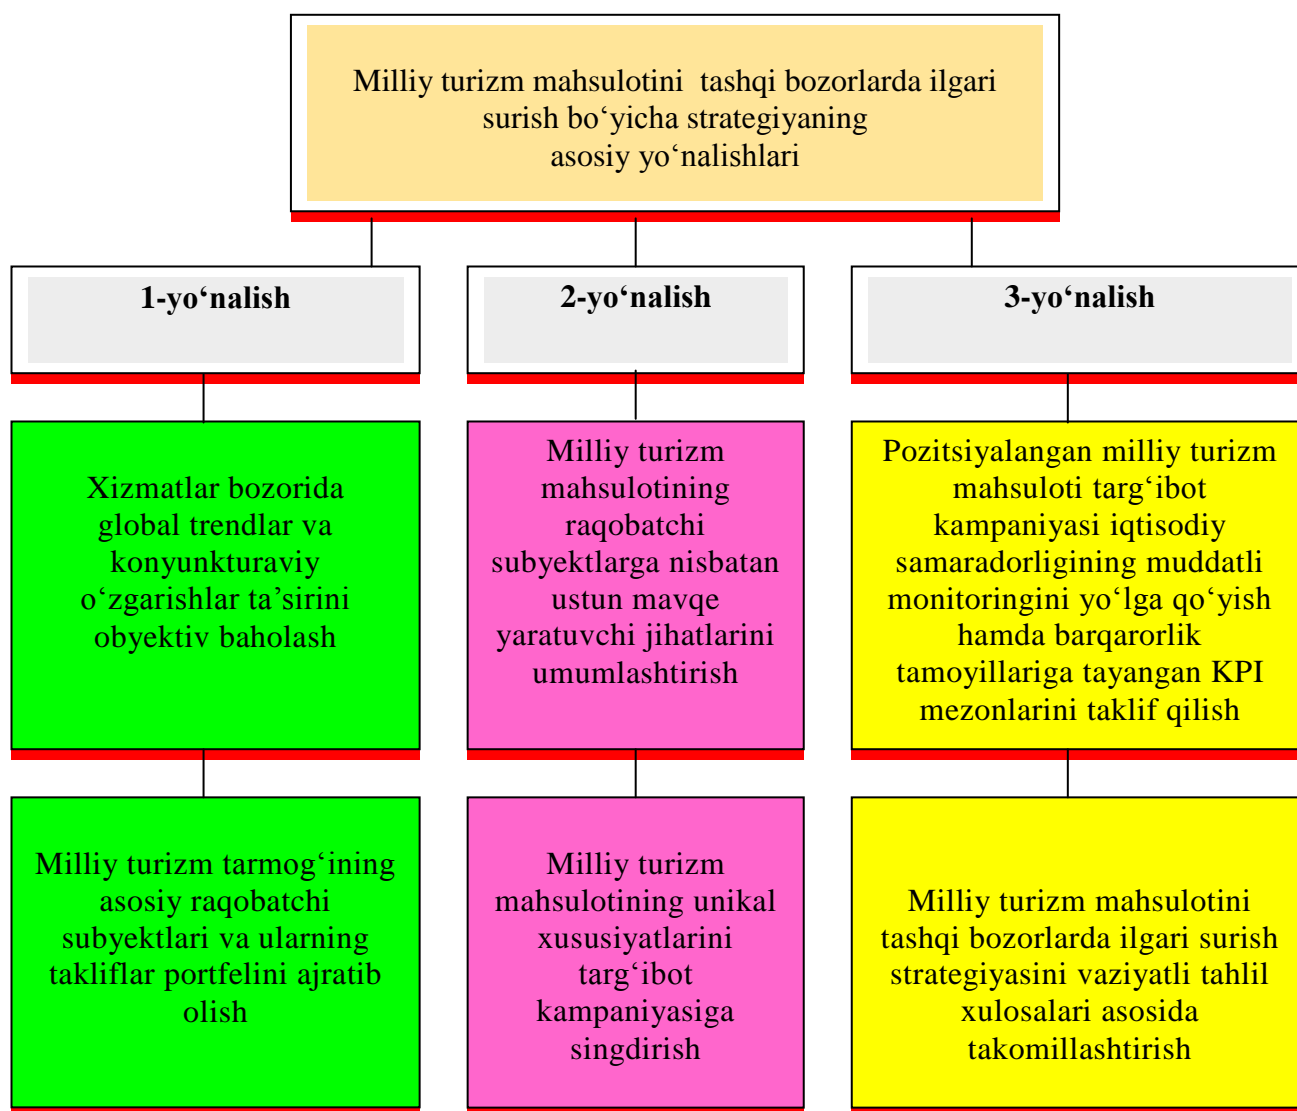 Milliy turizm mahsulotini tashqi bozorlarda ilgari
surish bo‘yicha strategiyaning
asosiy yo‘nalishlari
1-yo‘nalish
2-yo‘nalish
3-yo‘nalish
Xizmatlar bozorida
global trendlar va
konyunkturaviy
o‘zgarishlar ta’sirini
obyektiv baholash
Milliy turizm
mahsulotining
raqobatchi
subyektlarga nisbatan
ustun mavqe
yaratuvchi jihatlarini
umumlashtirish
Pozitsiyalangan milliy turizm
mahsuloti targ‘ibot
kampaniyasi iqtisodiy
samaradorligining muddatli
monitoringini yo‘lga qo‘yish
hamda barqarorlik
tamoyillariga tayangan KPI
mezonlarini taklif qilish
Milliy turizm tarmog‘ining
asosiy raqobatchi
subyektlari va ularning
takliflar portfelini ajratib
olish
Milliy turizm
mahsulotining unikal
xususiyatlarini
targ‘ibot
kampaniyasiga
singdirish
Milliy turizm mahsulotini
tashqi bozorlarda ilgari surish
strategiyasini vaziyatli tahlil
xulosalari asosida
takomillashtirish